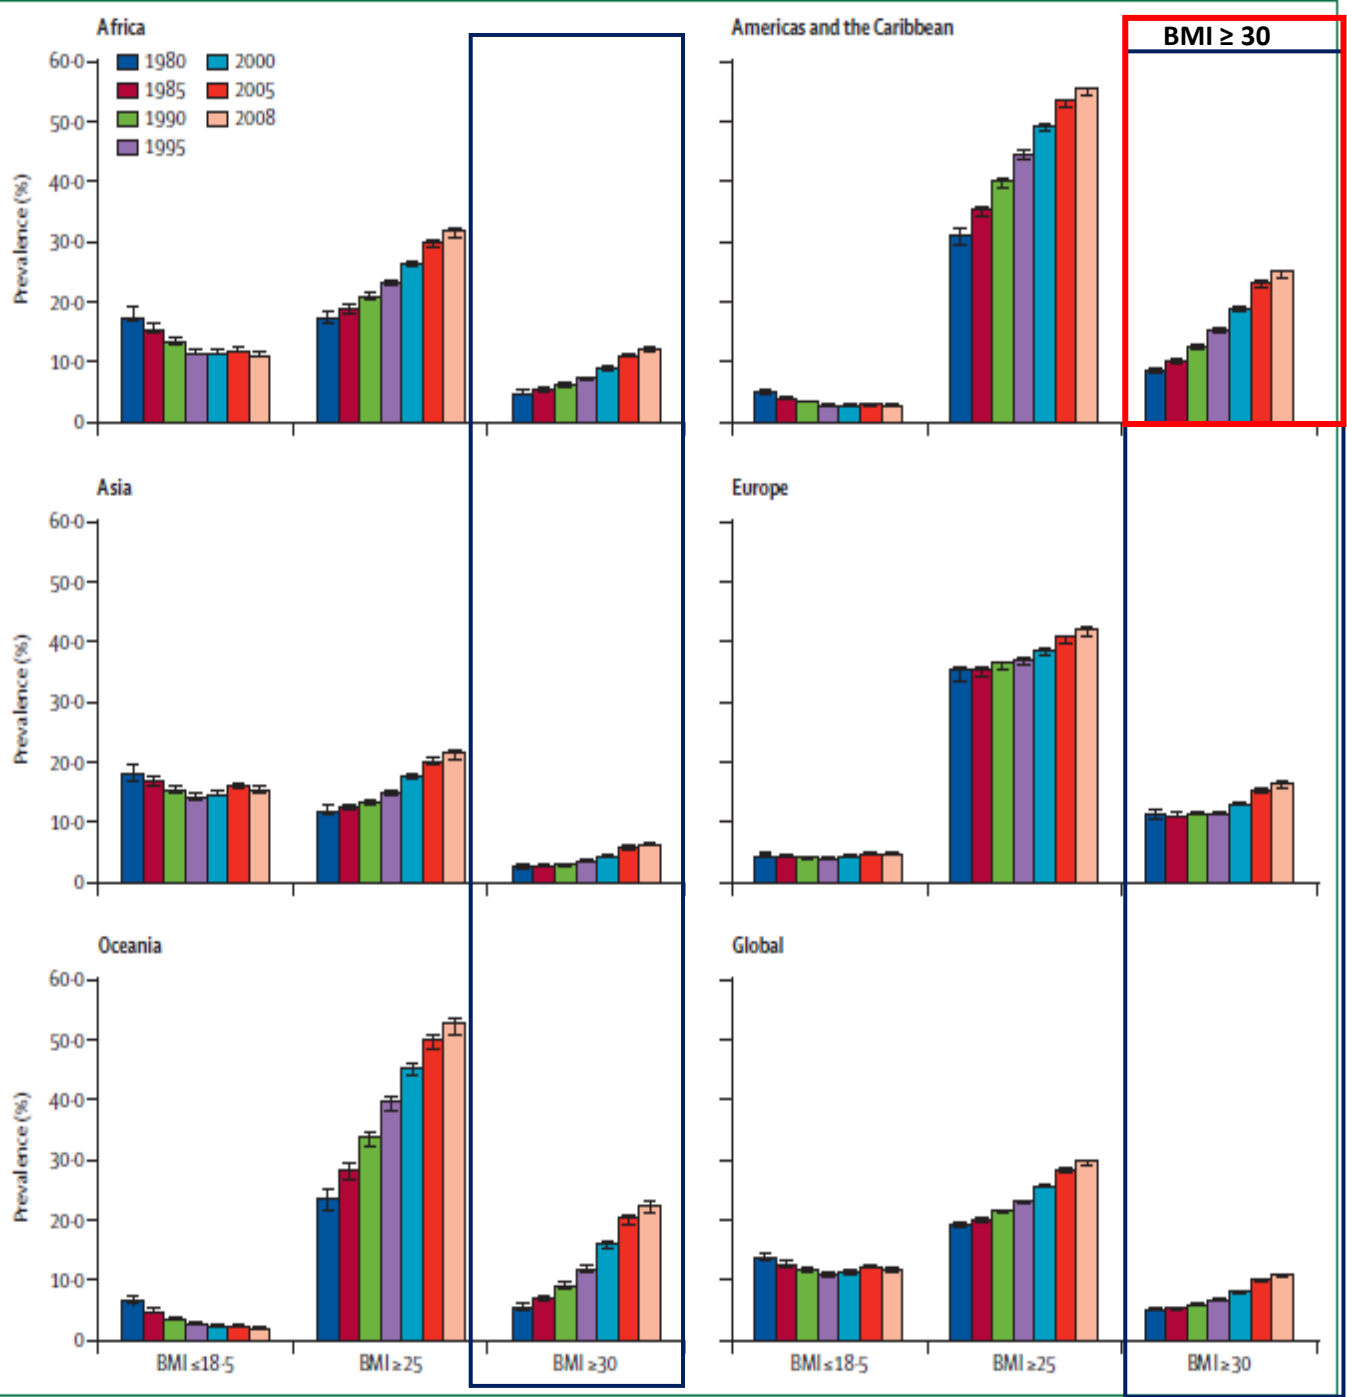 Africa
60·0
50·0
40·0
30·0
20·0
10·0
0
Prevalence (%)
1980
1985
1990
1995
2000
2005
2008
Americas and the Caribbean
BMI ≥ 30
Asia
60·0
50·0
40·0
30·0
20·0
10·0
0
Prevalence (%)
Europe
Oceania
60·0
50·0
40·0
30·0
20·0
10·0
0
Prevalence (%)
BMI ≤18·5
BMI ≥25
BMI ≥30
Global
BMI ≤18·5
BMI ≥25
BMI ≥30